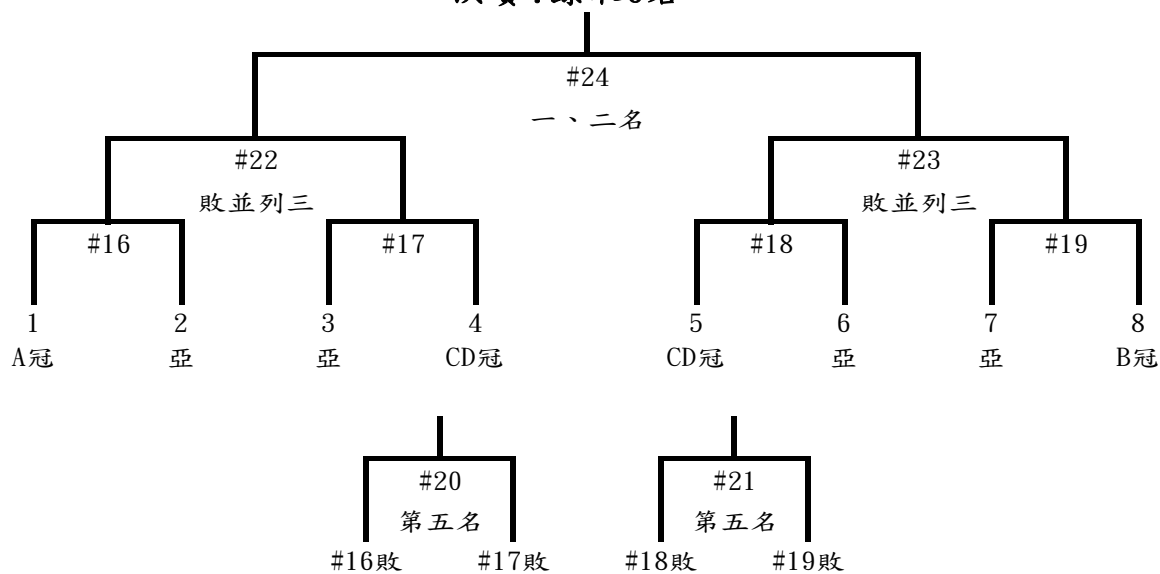 #24
一、二名
#22 #23
敗並列三 敗並列三
#16 #17 #18 #19
1 2 3 4 5 6 7 8
A冠 亞 亞 CD冠 CD冠 亞 亞 B冠
#20 #21
第五名 第五名
#16敗 #17敗 #18敗 #19敗